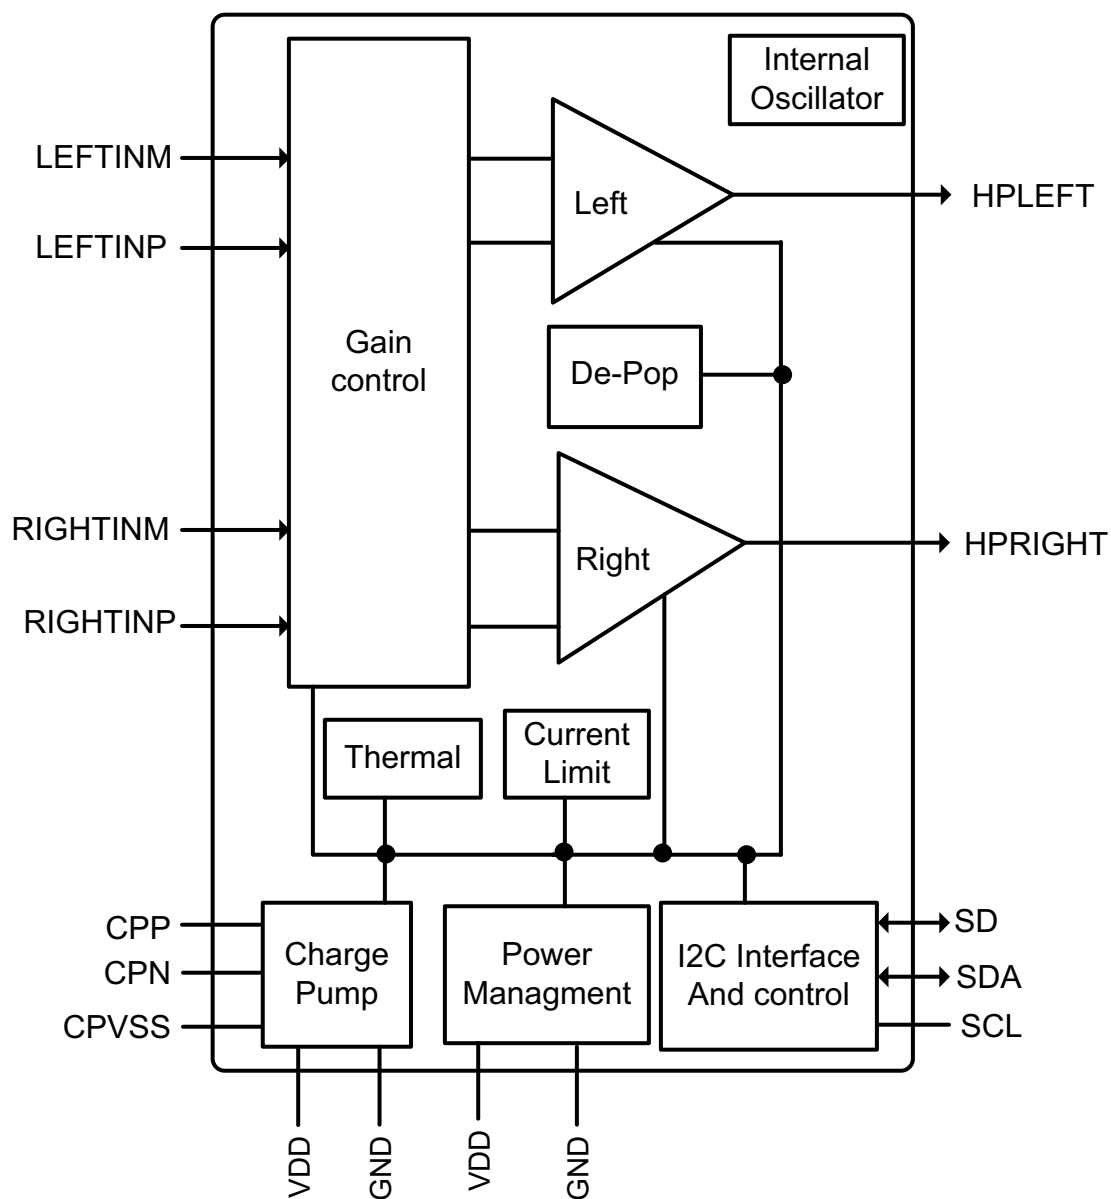 Internal
Oscillator
LEFTINM
LEFTINP
Left
HPLEFT
Gain
control
De-Pop
RIGHTINM
RIGHTINP
Right
HPRIGHT
Thermal
Current
Limit
CPP
CPN
CPVSS
Charge
Pump
Power
Managment
I2C Interface
And control
SD
SDA
SCL
VDD
GND
VDD
GND